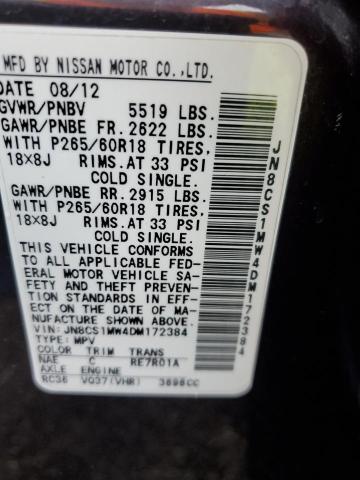 MFD BY NISSAN MOTOR CO.,LTD.
DATE 08/12
GVWR/PNBV 5519 LBS.
GAWR/PNBE FR. 2622 LBS.
WITH P265/60R18 TIRES,
18X8J RIMS.AT 33 PSI
COLD SINGLE.
GAWR/PNBE RR. 2915 LBS.
WITH P265/60R18 TIRES,
18X8J RIMS.AT 33 PSI
COLD SINGLE.
THIS VEHICLE CONFORMS
TO ALL APPLICABLE FED-
ERAL MOTOR VEHICLE SA-
FETY AND THEFT PREVEN-
TION STANDARDS IN EFF-
ECT ON THE DATE OF MA-
NUFACTURE SHOWN ABOVE.
VIN:JN8CS1MW4DM172384
TYPE:MPV
COLOR TRIM TRANS
NAE C RE7R01A
AXLE ENGINE
RC36 VQ37(VHR) 3696CC
JN8CS1MW4DM172384